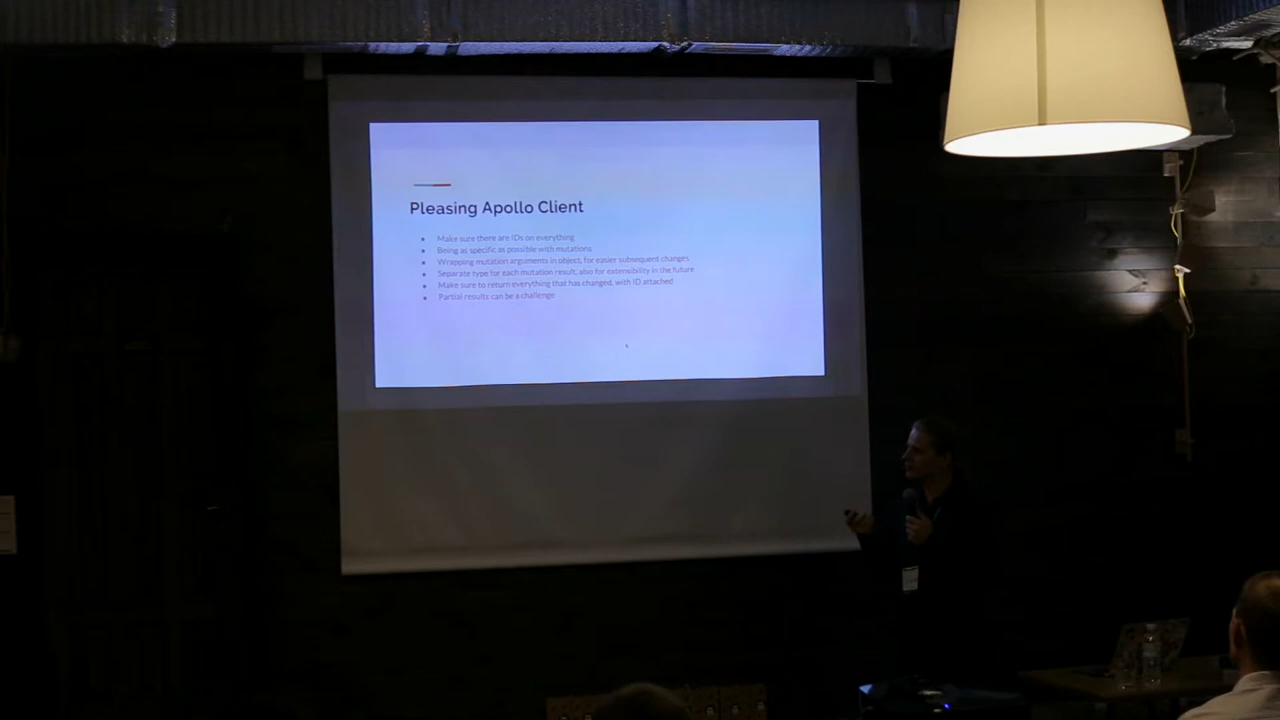 Pleasing Apollo Client
Make sure there are IDs on everything
Being as specific as possible with mutations
Wrapping mutation arguments in object, for easier subsequent changes
Separate type for each mutation result, also for extensibility in the future
Make sure to return everything that has changed, with ID attached
Partial results can be a challenge